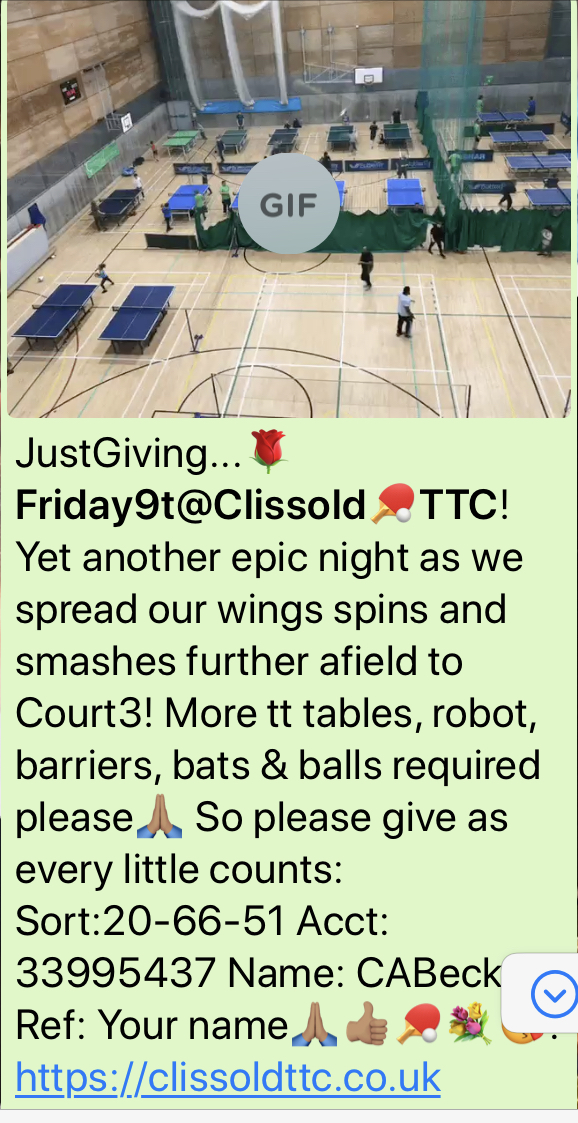 GIF
JustGiving...🌹
Friday9t@Clissold🏓TTC!
Yet another epic night as we
spread our wings spins and
smashes further afield to
Court3! More tt tables, robot,
barriers, bats & balls required
please🙏🏽 So please give as
every little counts:
Sort:20-66-51 Acct:
33995437 Name: CABeck
Ref: Your name🙏🏽👍🏽🏓💐
https://clissoldttc.co.uk